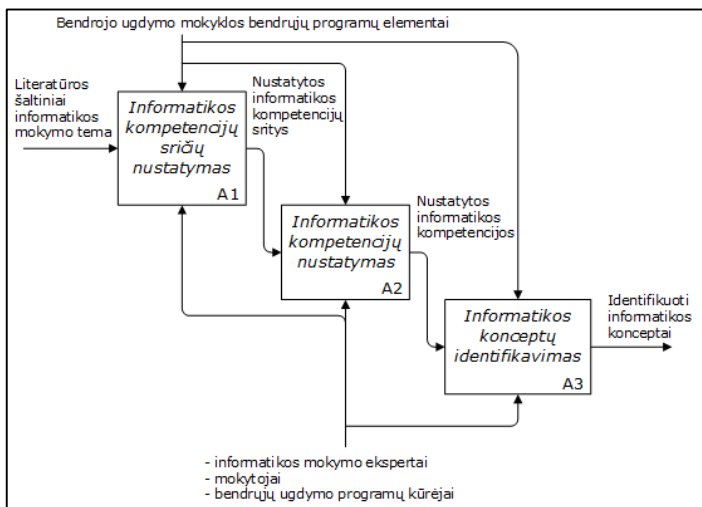 Bendrojo ugdymo mokyklos bendrųjų programų elementai
Literatūros
šaltiniai
informatikos
mokymo tema
Informatikos
kompetencijų
sričių
nustatymas
A1
Nustatytos
informatikos
kompetencijų
sritys
Informatikos
kompetencijų
nustatymas
A2
Nustatytos
informatikos
kompetencijos
Informatikos
konceptų
identifikavimas
A3
Identifikuoti
informatikos
konceptai
- informatikos mokymo ekspertai
- mokytojai
- bendrųjų ugdymo programų kūrėjai